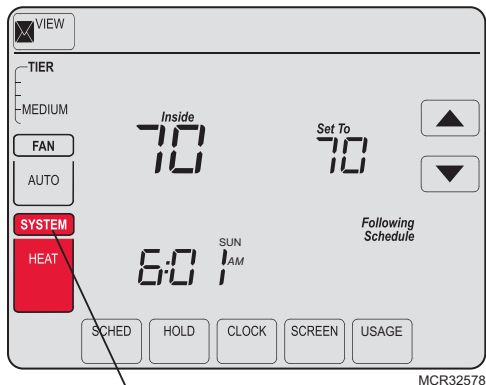 VIEW
TIER
MEDIUM
FAN
AUTO
SYSTEM
HEAT
Inside
70
Set To
70
Following
Schedule
6:01 SUN AM
SCHED HOLD CLOCK SCREEN USAGE
MCR32578